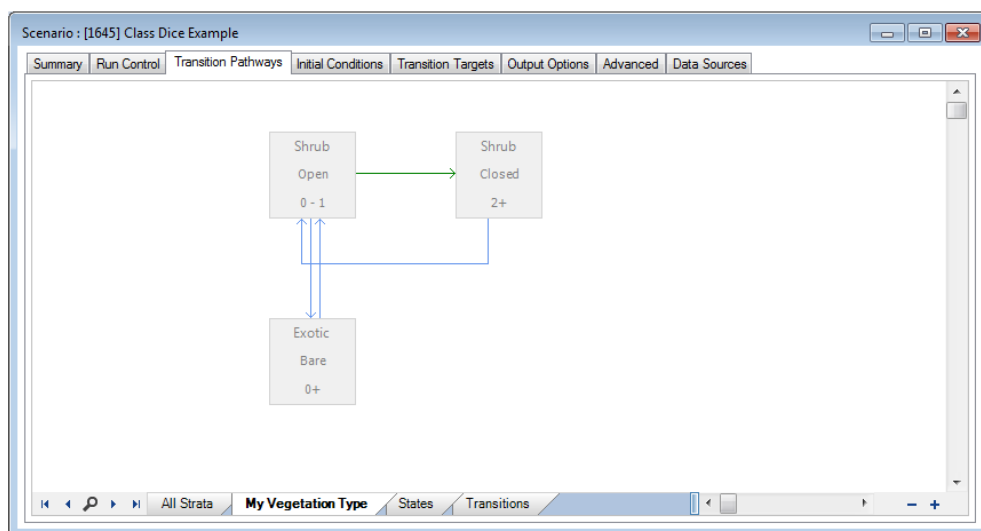 Scenario : [1645] Class Dice Example
Summary Run Control Transition Pathways Initial Conditions Transition Targets Output Options Advanced Data Sources
Shrub
Open
0 - 1
Shrub
Closed
2+
Exotic
Bare
0+
All Strata My Vegetation Type States Transitions